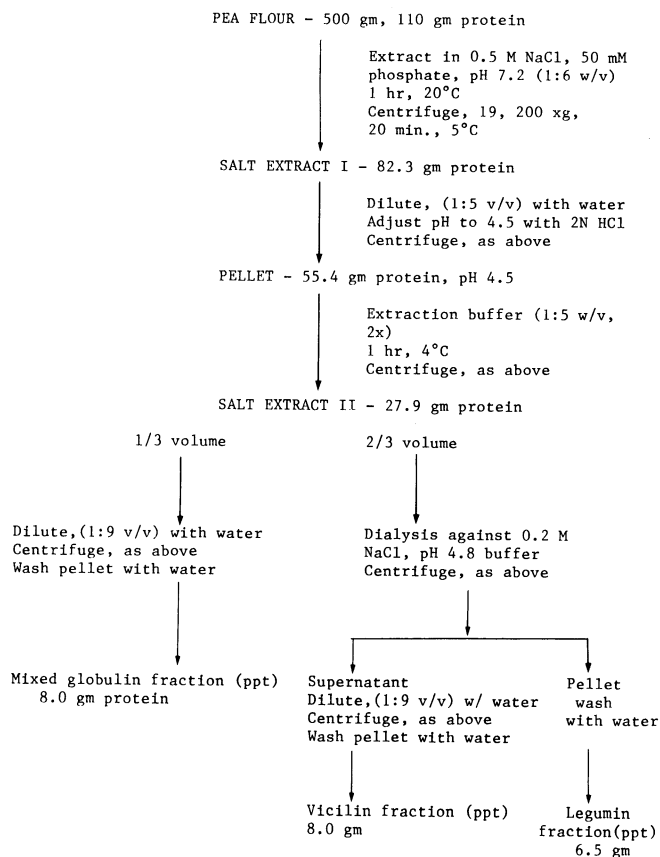 PEA FLOUR - 500 gm, 110 gm protein
Extract in 0.5 M NaCl, 50 mM
phosphate, pH 7.2 (1:6 w/v)
1 hr, 20°C
Centrifuge, 19, 200 xg,
20 min., 5°C
SALT EXTRACT I - 82.3 gm protein
Dilute, (1:5 v/v) with water
Adjust pH to 4.5 with 2N HCl
Centrifuge, as above
PELLET - 55.4 gm protein, pH 4.5
Extraction buffer (1:5 w/v,
2x)
1 hr, 4°C
Centrifuge, as above
SALT EXTRACT II - 27.9 gm protein
1/3 volume
2/3 volume
Dilute,(1:9 v/v) with water
Centrifuge, as above
Wash pellet with water
Dialysis against 0.2 M
NaCl, pH 4.8 buffer
Centrifuge, as above
Mixed globulin fraction (ppt)
8.0 gm protein
Supernatant
Dilute,(1:9 v/v) w/ water
Centrifuge, as above
Wash pellet with water
Pellet
wash
with water
Vicilin fraction (ppt)
8.0 gm
Legumin
fraction(ppt)
6.5 gm